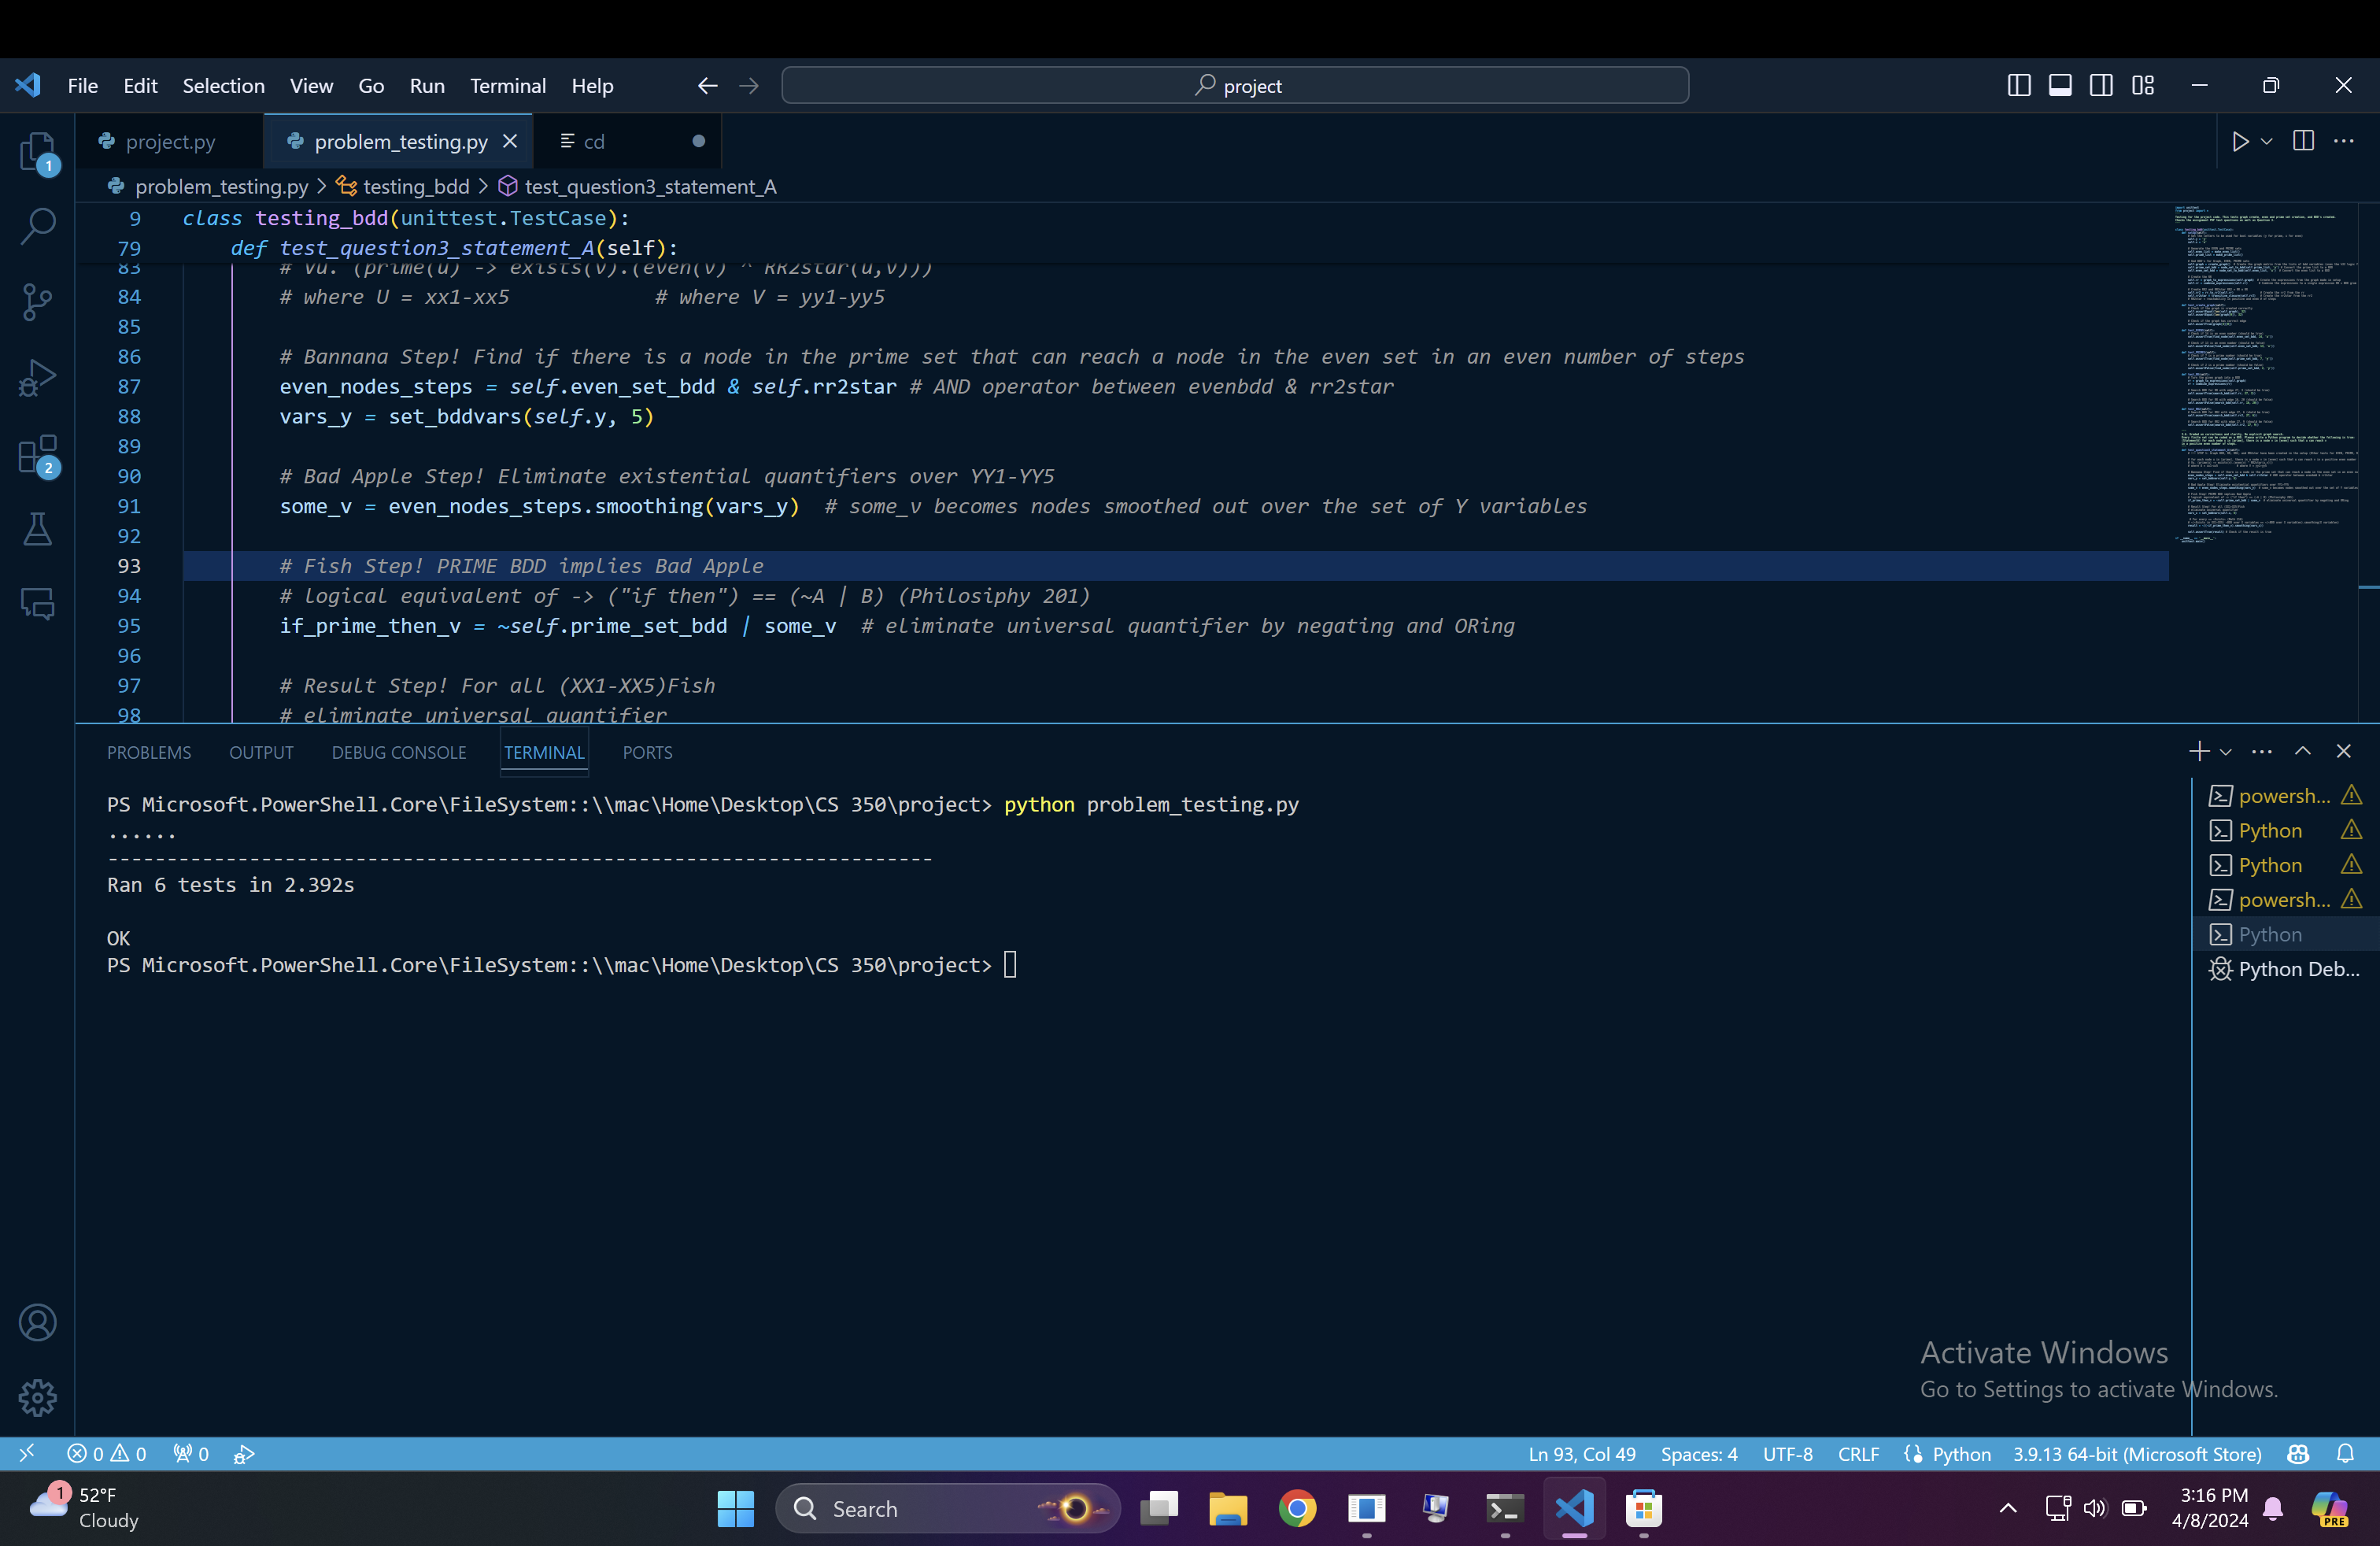 File Edit Selection View Go Run Terminal Help project
project.py problem_testing.py cd
problem_testing.py > testing_bdd > test_question3_statement_A
9 class testing_bdd(unittest.TestCase):
79 def test_question3_statement_A(self):
83 # Vu. (prime(u) -> exists(v).(even(v) ^ RR2star(u,v)))
84 # where U = xx1-xx5 # where V = yy1-yy5
85
86 # Bannana Step! Find if there is a node in the prime set that can reach a node in the even set in an even number of steps
87 even_nodes_steps = self.even_set_bdd & self.rr2star # AND operator between evenbdd & rr2star
88 vars_y = set_bddvars(self.y, 5)
89
90 # Bad Apple Step! Eliminate existential quantifiers over YY1-YY5
91 some_v = even_nodes_steps.smoothing(vars_y) # some_v becomes nodes smoothed out over the set of Y variables
92
93 # Fish Step! PRIME BDD implies Bad Apple
94 # logical equivalent of -> ("if then") == (~A | B) (Philosiphy 201)
95 if_prime_then_v = ~self.prime_set_bdd | some_v # eliminate universal quantifier by negating and ORing
96
97 # Result Step! For all (XX1-XX5)Fish
98 # eliminate universal quantifier
PROBLEMS OUTPUT DEBUG CONSOLE TERMINAL PORTS
PS Microsoft.PowerShell.Core\FileSystem::\\mac\Home\Desktop\CS 350\project> python problem_testing.py
......
----------------------------------------------------------------------
Ran 6 tests in 2.392s
OK
PS Microsoft.PowerShell.Core\FileSystem::\\mac\Home\Desktop\CS 350\project>
powersh...
Python
Python
powersh...
Python
Python Deb...
1
2
Activate Windows
Go to Settings to activate Windows.
0 0 0 Ln 93, Col 49 Spaces: 4 UTF-8 CRLF Python 3.9.13 64-bit (Microsoft Store)
1 52°F
Cloudy
Search
3:16 PM
4/8/2024
PRE